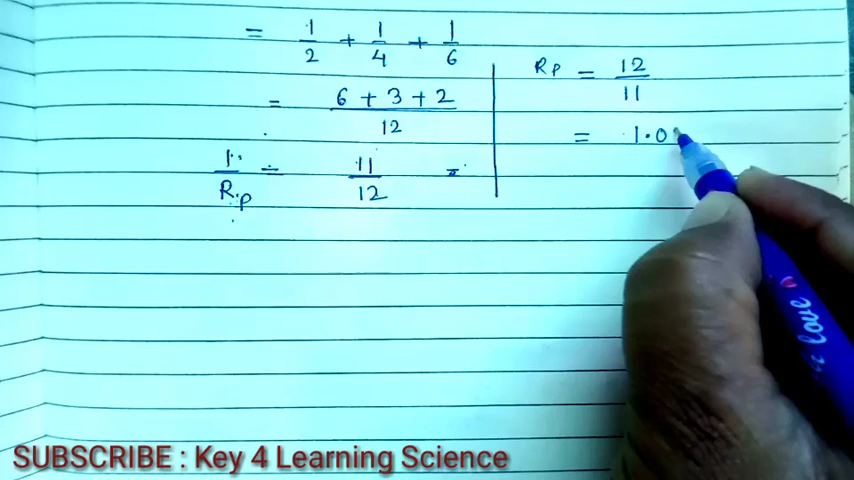 = 1/2 + 1/4 + 1/6
= 6 + 3 + 2 / 12
1/Rp = 11/12 =
Rp = 12/11
= 1.0
love
SUBSCRIBE : Key 4 Learning Science